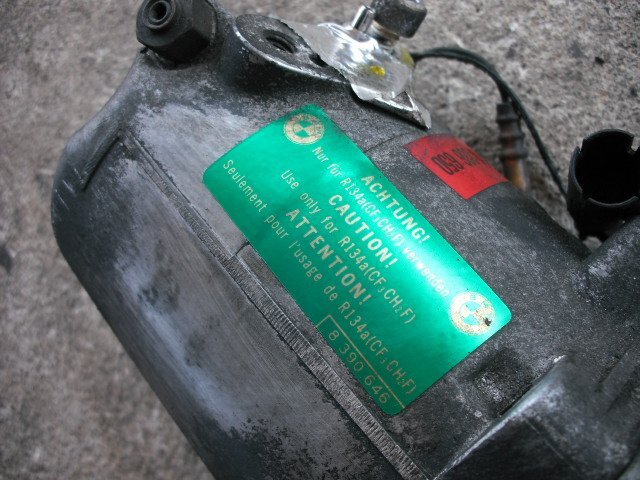 ACHTUNG!
Nur für R134a(CF₃CH₂F) verwenden
CAUTION!
Use only for R134a(CF₃CH₂F)
ATTENTION!
Seulement pour l'usage de R134a(CF₃CH₂F)
8 390 646